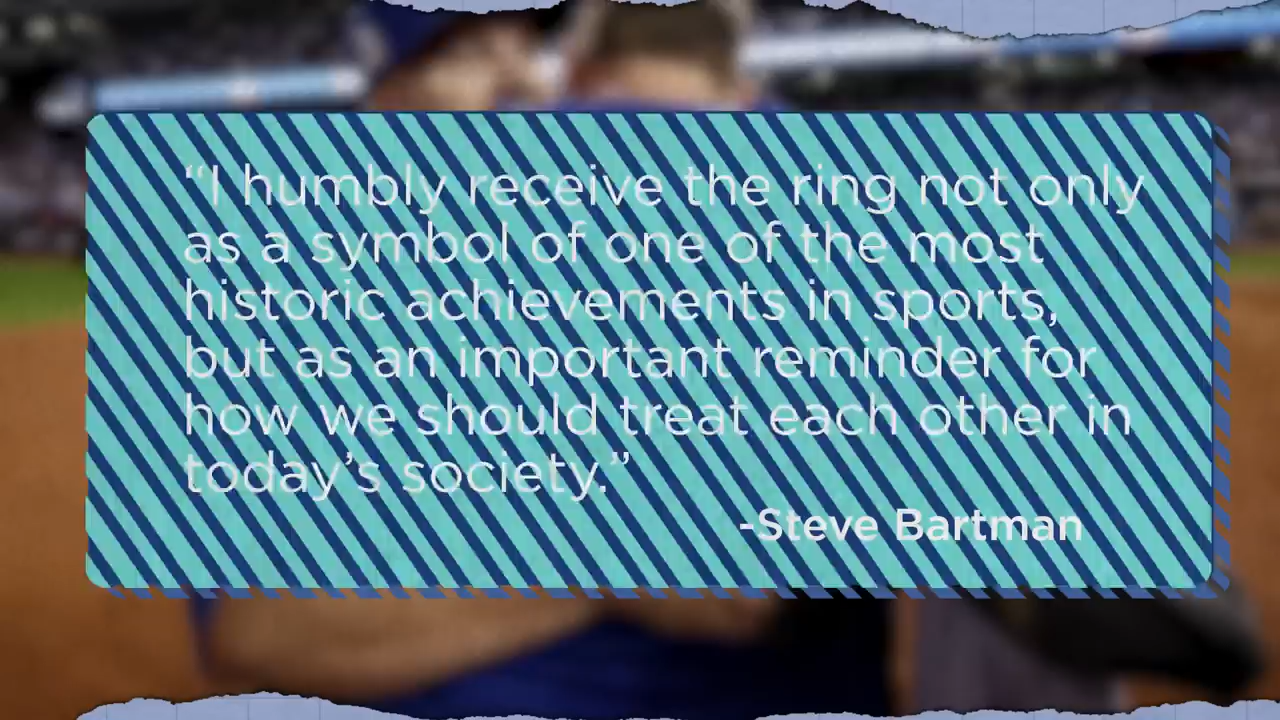 “I humbly receive the ring not only
as a symbol of one of the most
historic achievements in sports,
but as an important reminder for
how we should treat each other in
today’s society.”
-Steve Bartman